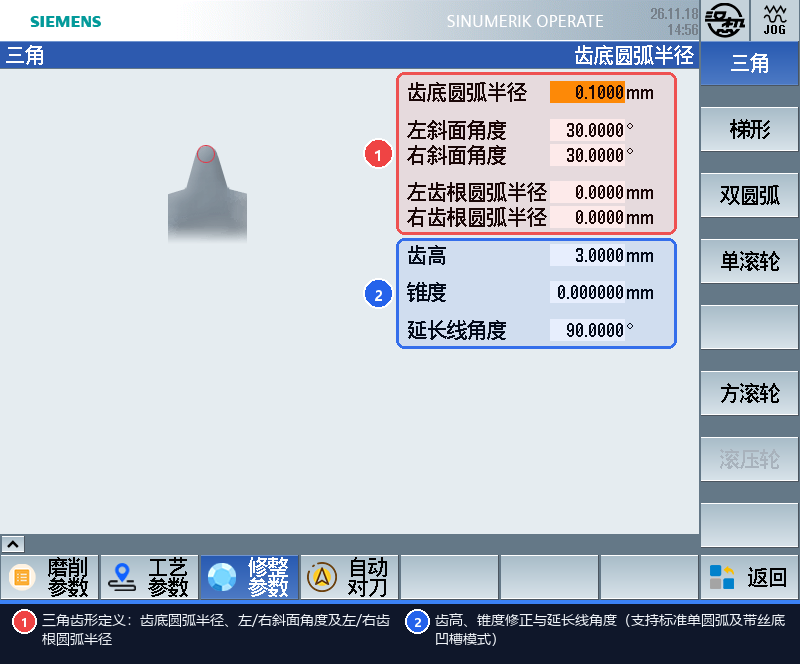 SIEMENS
SINUMERIK OPERATE
26.11.18
14:56
JOG
三角
齿底圆弧半径
齿底圆弧半径 0.1000 mm
左斜面角度 30.0000 °
右斜面角度 30.0000 °
左齿根圆弧半径 0.0000 mm
右齿根圆弧半径 0.0000 mm
1
齿高 3.0000 mm
锥度 0.000000 mm
延长线角度 90.0000 °
2
三角
梯形
双圆弧
单滚轮
方滚轮
滚压轮
返回
磨削
参数
工艺
参数
修整
参数
自动
对刀
1 三角齿形定义：齿底圆弧半径、左/右斜面角度及左/右齿
根圆弧半径
2 齿高、锥度修正与延长线角度（支持标准单圆弧及带丝底
凹槽模式）